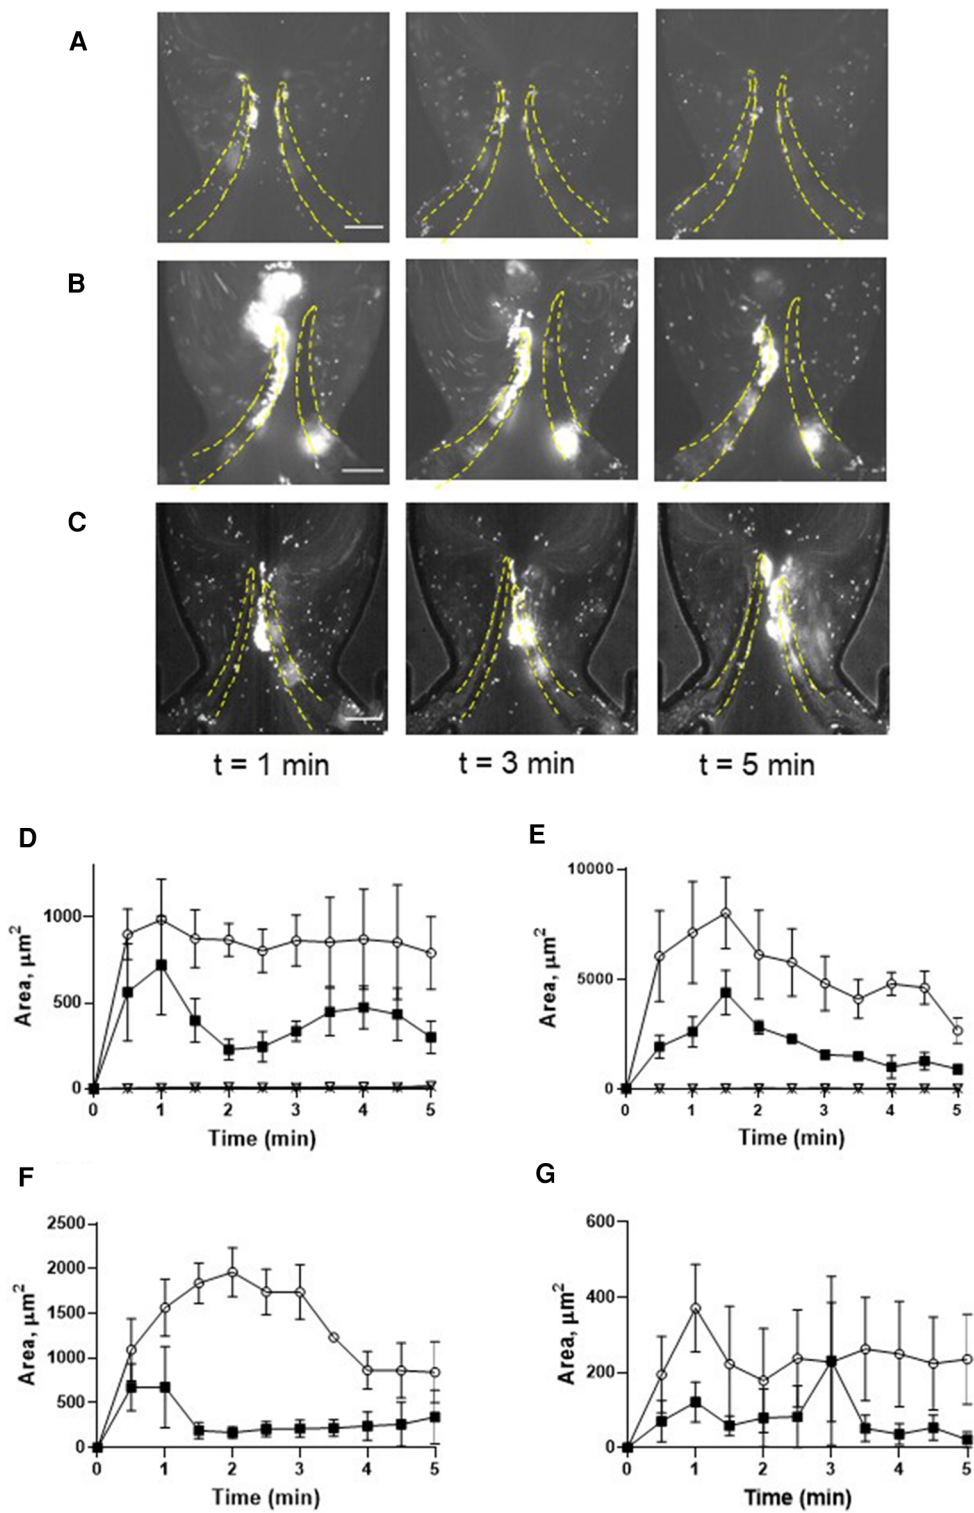 A
B
C
t = 1 min
t = 3 min
t = 5 min
D
1000
500
0
Area, μm²
0 1 2 3 4 5
Time (min)
E
10000
5000
0
Area, μm²
0 1 2 3 4 5
Time (min)
F
2500
2000
1500
1000
500
0
Area, μm²
0 1 2 3 4 5
Time (min)
G
600
400
200
0
Area, μm²
0 1 2 3 4 5
Time (min)